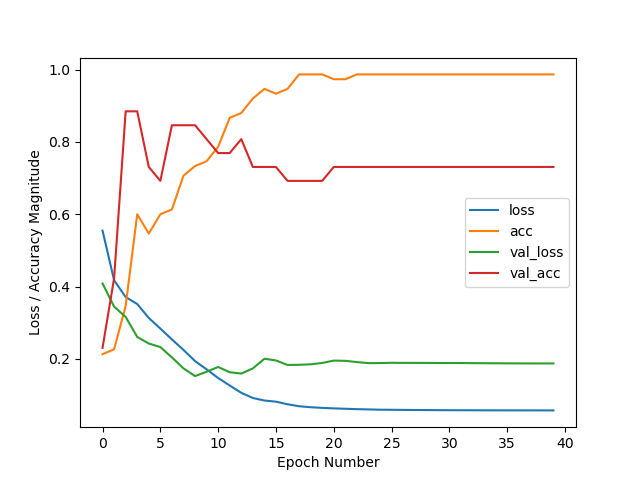 1.0
0.8
0.6
0.4
0.2
Loss / Accuracy Magnitude
loss
acc
val_loss
val_acc
0 5 10 15 20 25 30 35 40
Epoch Number